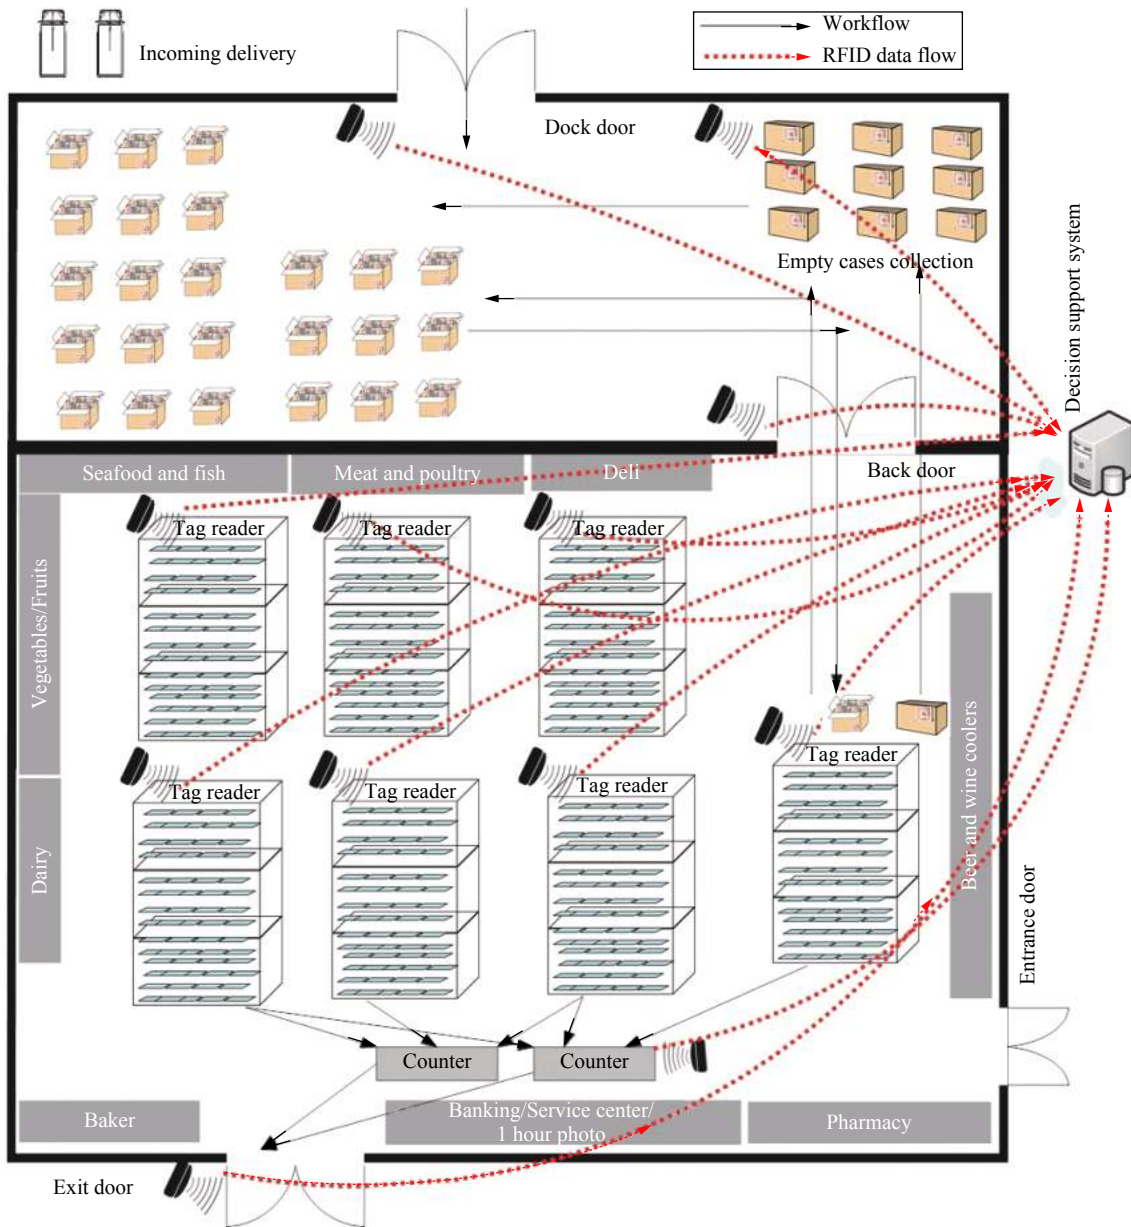 Incoming delivery
Workflow
RFID data flow
Dock door
Empty cases collection
Decision support system
Back door
Seafood and fish
Meat and poultry
Deli
Tag reader
Tag reader
Tag reader
Vegetables/Fruits
Tag reader
Tag reader
Tag reader
Tag reader
Dairy
Beer and wine coolers
Entrance door
Counter
Counter
Baker
Banking/Service center/
1 hour photo
Pharmacy
Exit door